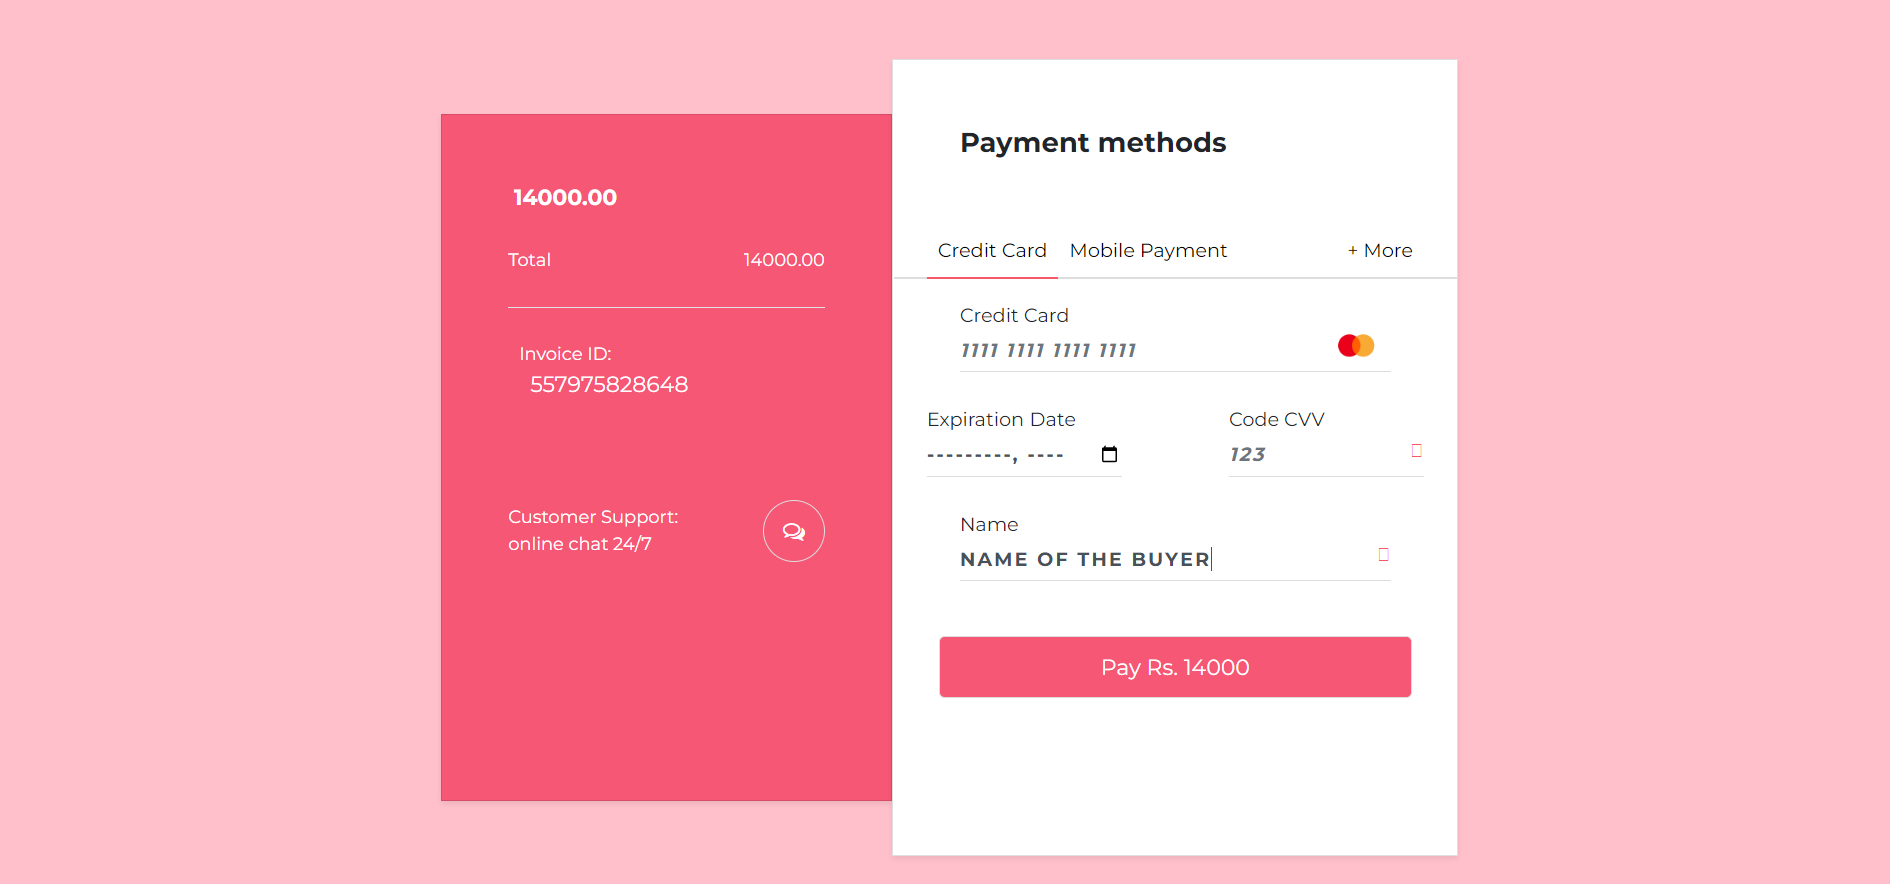 14000.00
Total 14000.00
Invoice ID:
557975828648
Customer Support:
online chat 24/7
Payment methods
Credit Card Mobile Payment + More
Credit Card
1111 1111 1111 1111
Expiration Date Code CVV
---------, ---- 123
Name
NAME OF THE BUYER
Pay Rs. 14000